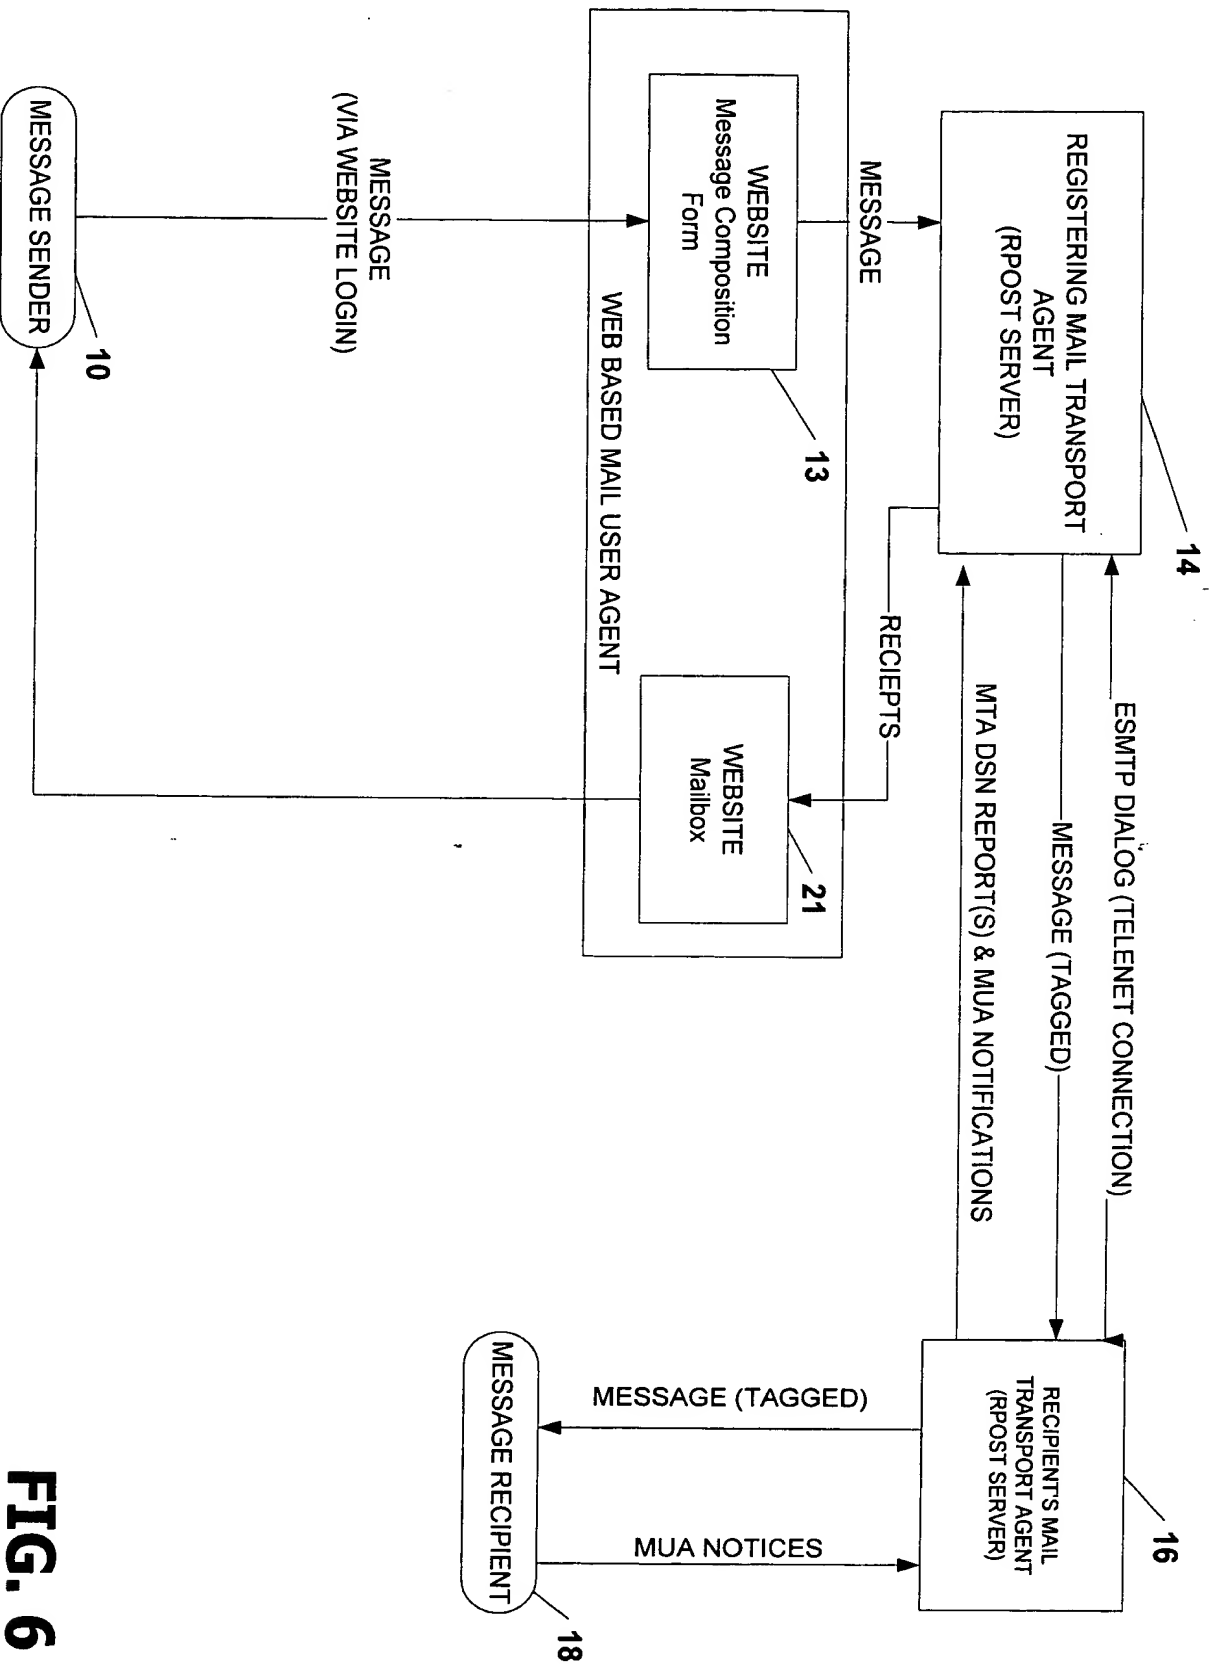 REGISTERING MAIL TRANSPORT
AGENT
(RPOST SERVER)
14
ESMTP DIALOG (TELENET CONNECTION)
MESSAGE (TAGGED)
MTA DSN REPORT(S) & MUA NOTIFICATIONS
RECIPIENT'S MAIL
TRANSPORT AGENT
(RPOST SERVER)
16
MESSAGE
RECIEPTS
WEBSITE
Message Composition
Form
13
WEBSITE
Mailbox
21
WEB BASED MAIL USER AGENT
MESSAGE (TAGGED)
MUA NOTICES
MESSAGE RECIPIENT
18
MESSAGE
(VIA WEBSITE LOGIN)
MESSAGE SENDER
10
FIG. 6